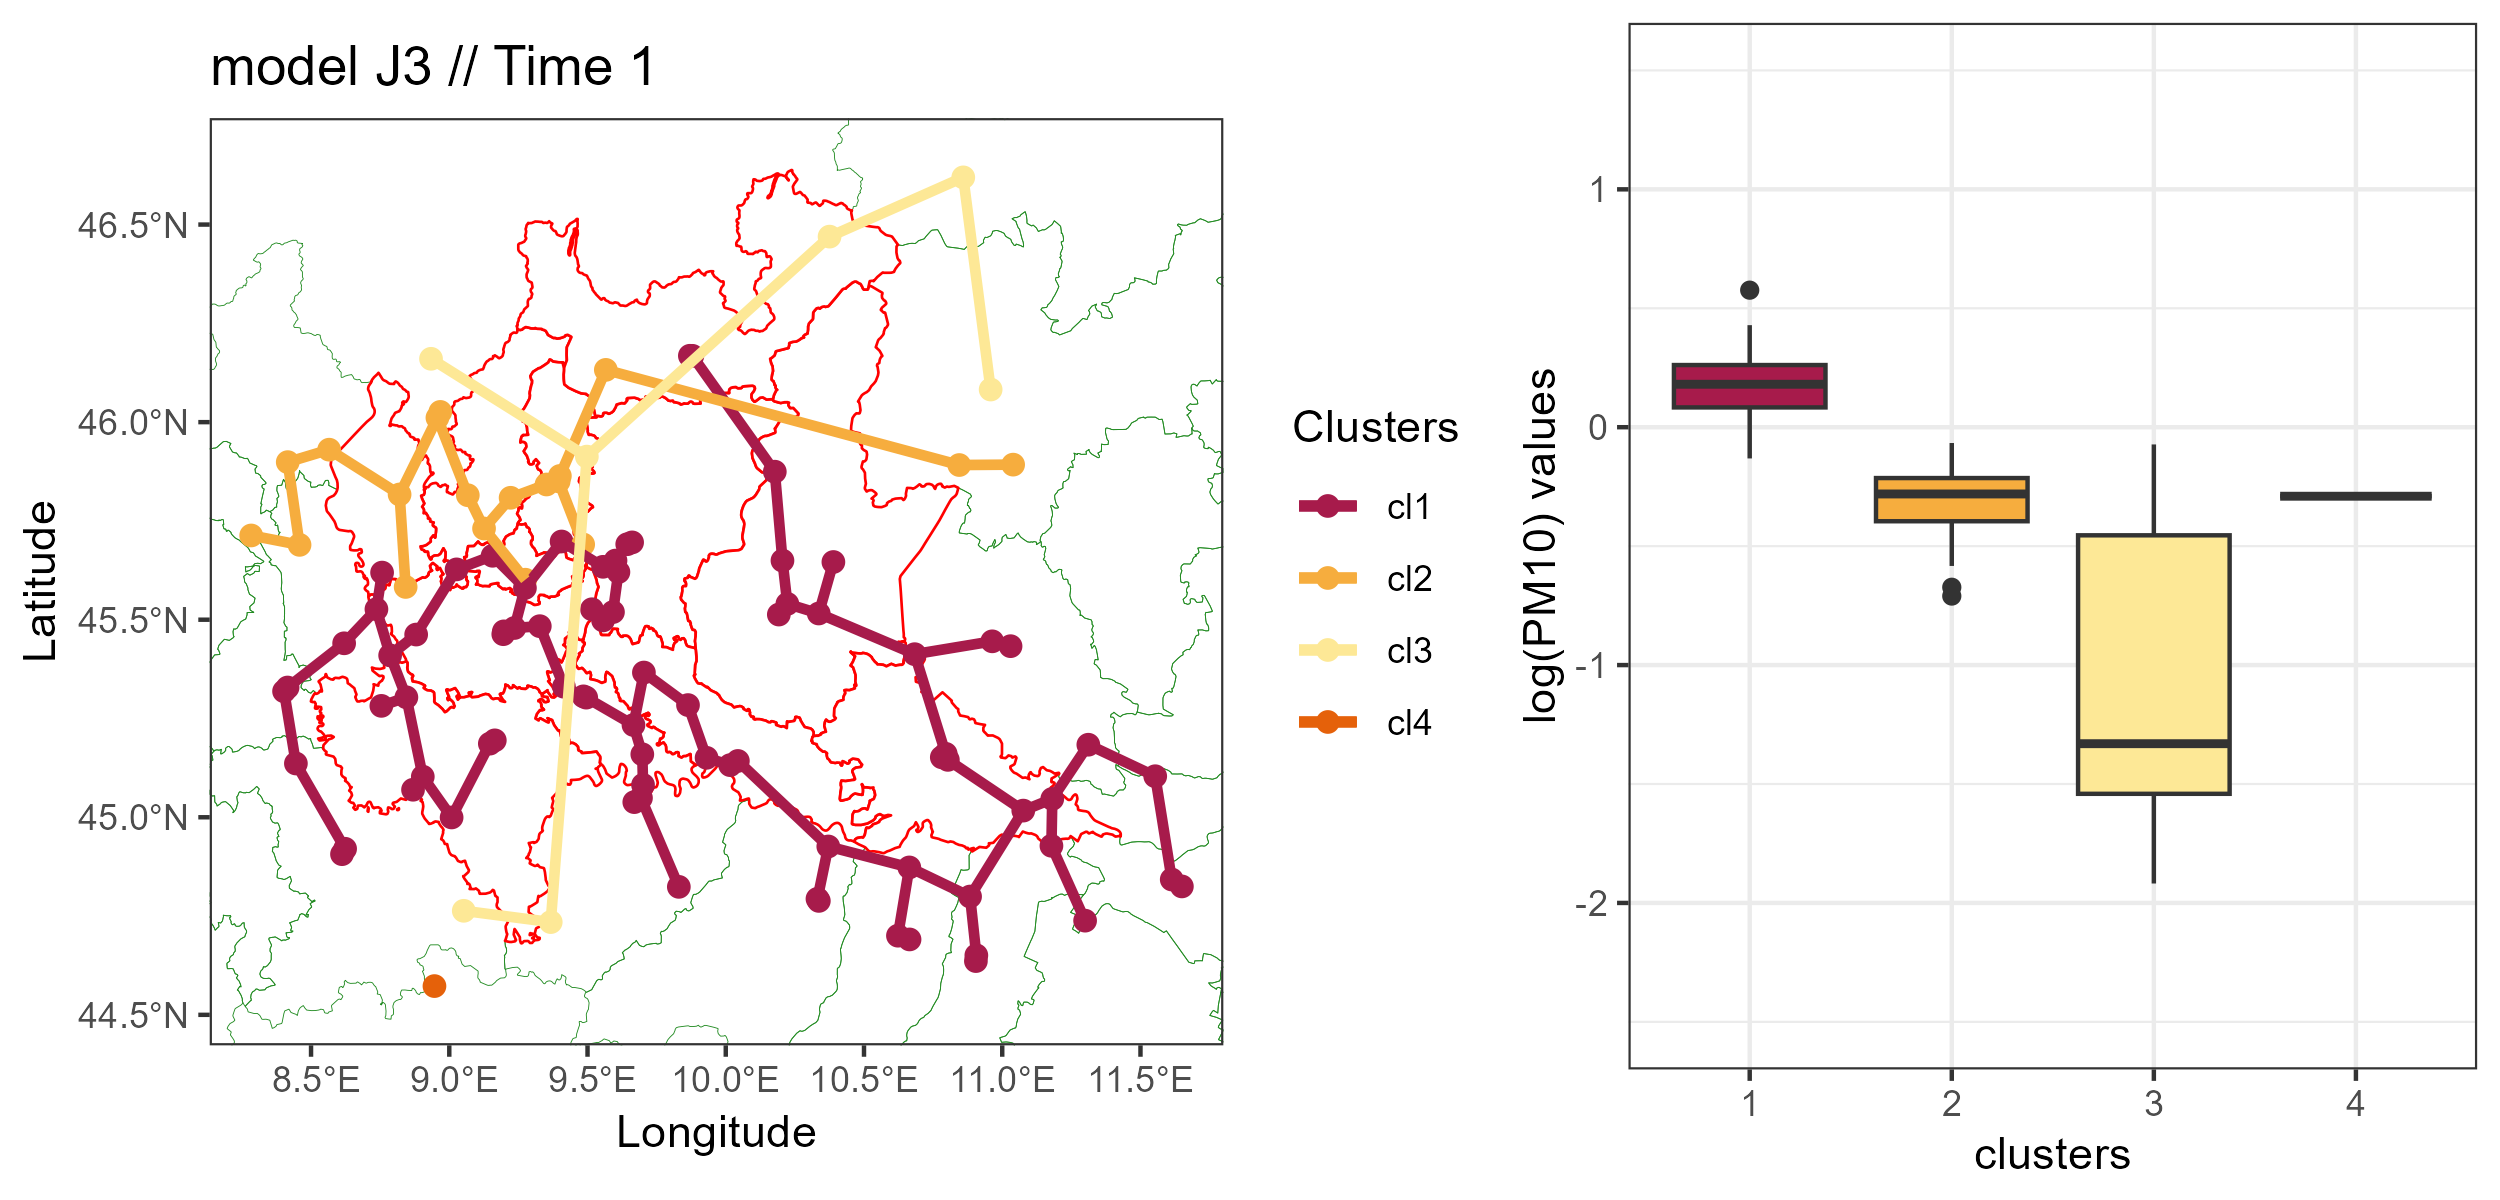 model J3 // Time 1
Latitude
46.5°N
46.0°N
45.5°N
45.0°N
44.5°N
8.5°E 9.0°E 9.5°E 10.0°E 10.5°E 11.0°E 11.5°E
Longitude
Clusters
cl1
cl2
cl3
cl4
log(PM10) values
1
0
-1
-2
1 2 3 4
clusters